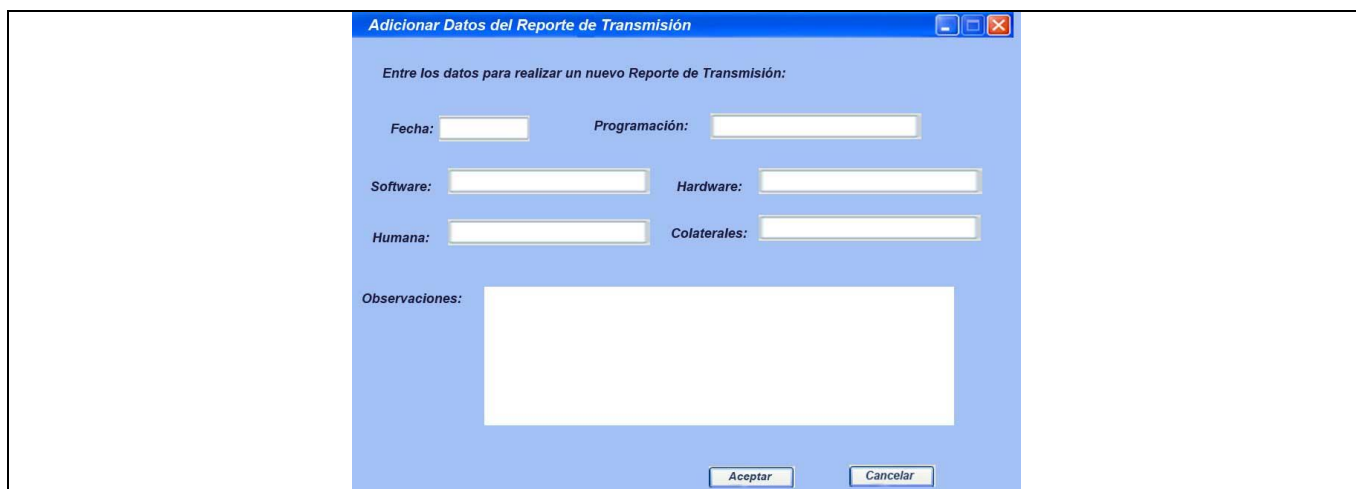 Adicionar Datos del Reporte de Transmisión
Entre los datos para realizar un nuevo Reporte de Transmisión:
Fecha: Programación:
Software: Hardware:
Humana: Colaterales:
Observaciones:
Aceptar Cancelar